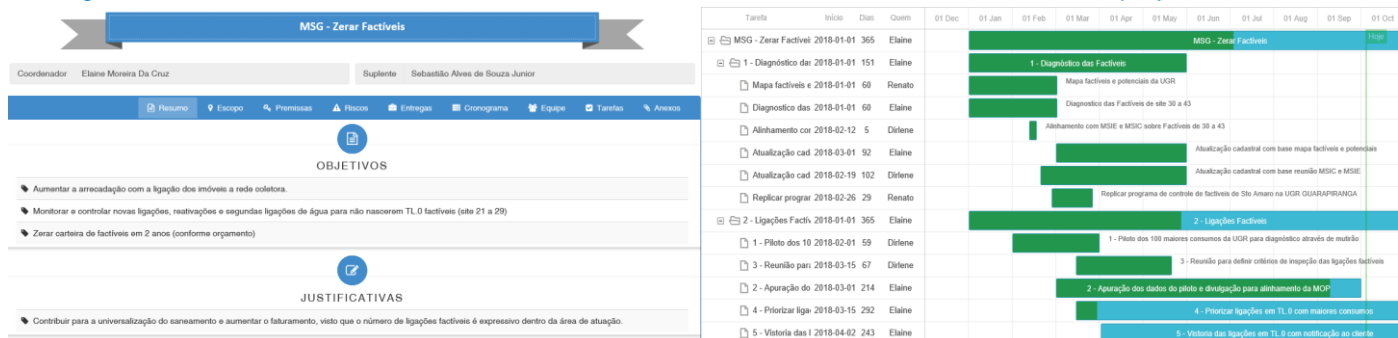 MSG - Zerar Factíveis
Coordenador Elaine Moreira Da Cruz Suplente Sebastião Alves de Souza Junior
Resumo Escopo Premissas Riscos Entregas Cronograma Equipe Tarefas Anexos
OBJETIVOS
Aumentar a arrecadação com a ligação dos imóveis a rede coletora.
Monitorar e controlar novas ligações, reativações e segundas ligações de água para não nascerem TL.0 factíveis (site 21 a 29)
Zerar carteira de factíveis em 2 anos (conforme orçamento)
JUSTIFICATIVAS
Contribuir para a universalização do saneamento e aumentar o faturamento, visto que o número de ligações factíveis é expressivo dentro da área de atuação.
Tarefa Início Dias Quem 01 Dec 01 Jan 01 Feb 01 Mar 01 Apr 01 May 01 Jun 01 Jul 01 Aug 01 Sep 01 Oct
MSG - Zerar Factívei 2018-01-01 365 Elaine MSG - Zerar Factíveis Hoje
1 - Diagnóstico das 2018-01-01 151 Elaine 1 - Diagnóstico das Factíveis
Mapa factíveis e 2018-01-01 60 Renato Mapa factíveis e potenciais da UGR
Diagnostico das 2018-01-01 60 Elaine Diagnostico das Factíveis de site 30 a 43
Alinhamento cor 2018-02-12 5 Dirlene Alinhamento com MSIE e MSIC sobre Factíveis de 30 a 43
Atualização cad 2018-03-01 92 Elaine Atualização cadastral com base mapa factíveis e potenciais
Atualização cad 2018-02-19 102 Dirlene Atualização cadastral com base reunião MSIC e MSIE
Replicar progran 2018-02-26 29 Renato Replicar programa de controle de factíveis de Sto Amaro na UGR GUARAPIRANGA
2 - Ligações Factív 2018-01-01 365 Elaine 2 - Ligações Factíveis
1 - Piloto dos 10 2018-02-01 59 Dirlene 1 - Piloto dos 100 maiores consumos da UGR para diagnóstico através de mutirão
3 - Reunião para 2018-03-15 67 Dirlene 3 - Reunião para definir critérios de inspeção das ligações factíveis
2 - Apuração do 2018-03-01 214 Elaine 2 - Apuração dos dados do piloto e divulgação para alinhamento da MOP
4 - Priorizar liga 2018-03-15 292 Elaine 4 - Priorizar ligações em TL.0 com maiores consumos
5 - Vistoria das l 2018-04-02 243 Elaine 5 - Vistoria das ligações em TL.0 com notificação ao cliente